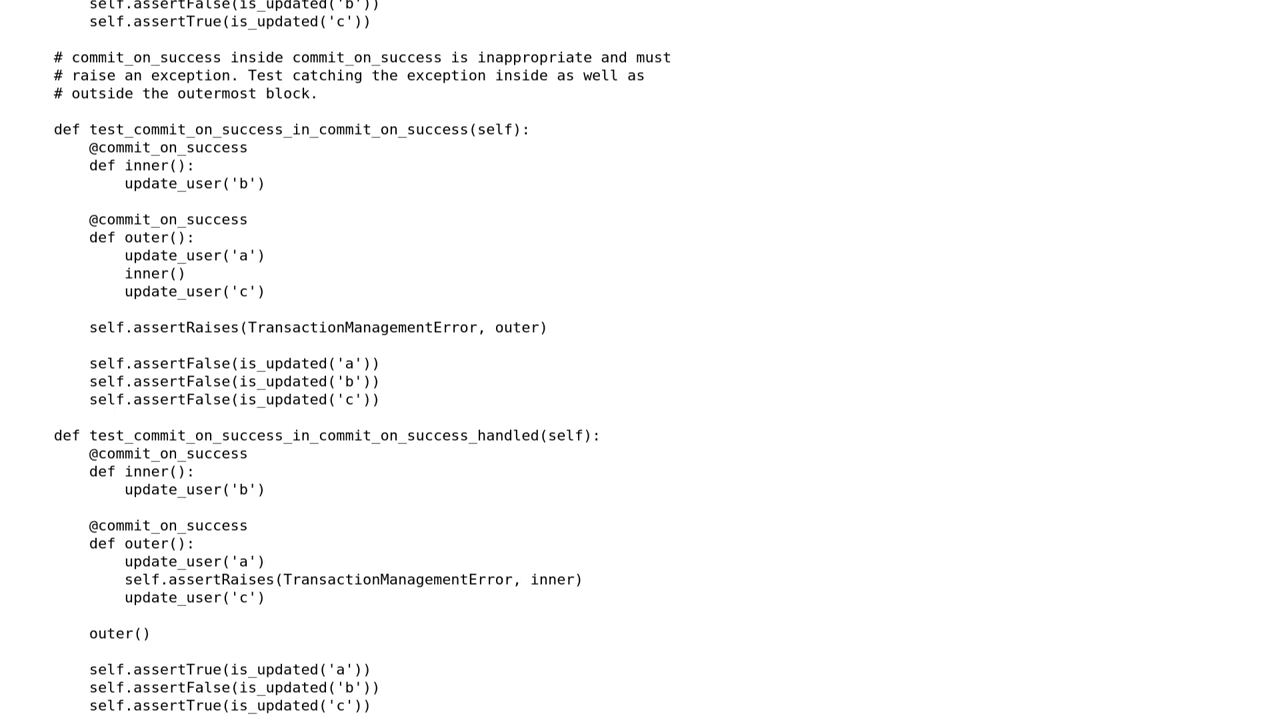 self.assertFalse(is_updated('b'))
        self.assertTrue(is_updated('c'))

    # commit_on_success inside commit_on_success is inappropriate and must
    # raise an exception. Test catching the exception inside as well as
    # outside the outermost block.

    def test_commit_on_success_in_commit_on_success(self):
        @commit_on_success
        def inner():
            update_user('b')

        @commit_on_success
        def outer():
            update_user('a')
            inner()
            update_user('c')

        self.assertRaises(TransactionManagementError, outer)

        self.assertFalse(is_updated('a'))
        self.assertFalse(is_updated('b'))
        self.assertFalse(is_updated('c'))

    def test_commit_on_success_in_commit_on_success_handled(self):
        @commit_on_success
        def inner():
            update_user('b')

        @commit_on_success
        def outer():
            update_user('a')
            self.assertRaises(TransactionManagementError, inner)
            update_user('c')

        outer()

        self.assertTrue(is_updated('a'))
        self.assertFalse(is_updated('b'))
        self.assertTrue(is_updated('c'))